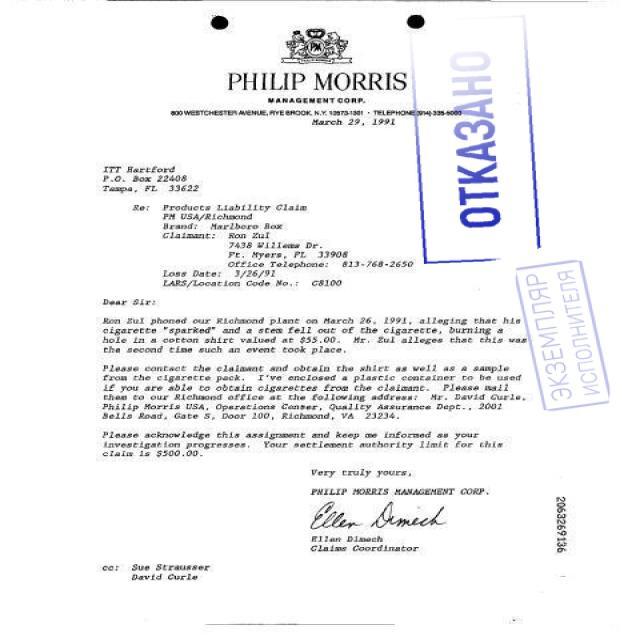 PM
PHILIP MORRIS
MANAGEMENT CORP.
800 WESTCHESTER AVENUE, RYE BROOK, N.Y. 10573-1301 • TELEPHONE (914) 335-5000
March 29, 1991
ОТКАЗАНО
ITT Hartford
P.O. Box 22408
Tampa, FL 33622
Re: Products Liability Claim
PM USA/Richmond
Brand: Marlboro Box
Claimant: Ron Zul
7438 Willems Dr.
Ft. Myers, FL 33908
Office Telephone: 813-768-2650
Loss Date: 3/26/91
LARS/Location Code No.: C8100
ЭКЗЕМПЛЯР
ИСПОЛНИТЕЛЯ
Dear Sir:
Ron Zul phoned our Richmond plant on March 26, 1991, alleging that his
cigarette "sparked" and a stem fell out of the cigarette, burning a
hole in a cotton shirt valued at $55.00. Mr. Zul alleges that this was
the second time such an event took place.
Please contact the claimant and obtain the shirt as well as a sample
from the cigarette pack. I've enclosed a plastic container to be used
if you are able to obtain cigarettes from the claimant. Please mail
them to our Richmond office at the following address: Mr. David Curle,
Philip Morris USA, Operations Center, Quality Assurance Dept., 2001
Bells Road, Gate S, Door 100, Richmond, VA 23234.
Please acknowledge this assignment and keep me informed as your
investigation progresses. Your settlement authority limit for this
claim is $500.00.
Very truly yours,
PHILIP MORRIS MANAGEMENT CORP.
Ellen Dimech
Ellen Dimech
Claims Coordinator
2063269136
cc: Sue Strausser
David Curle